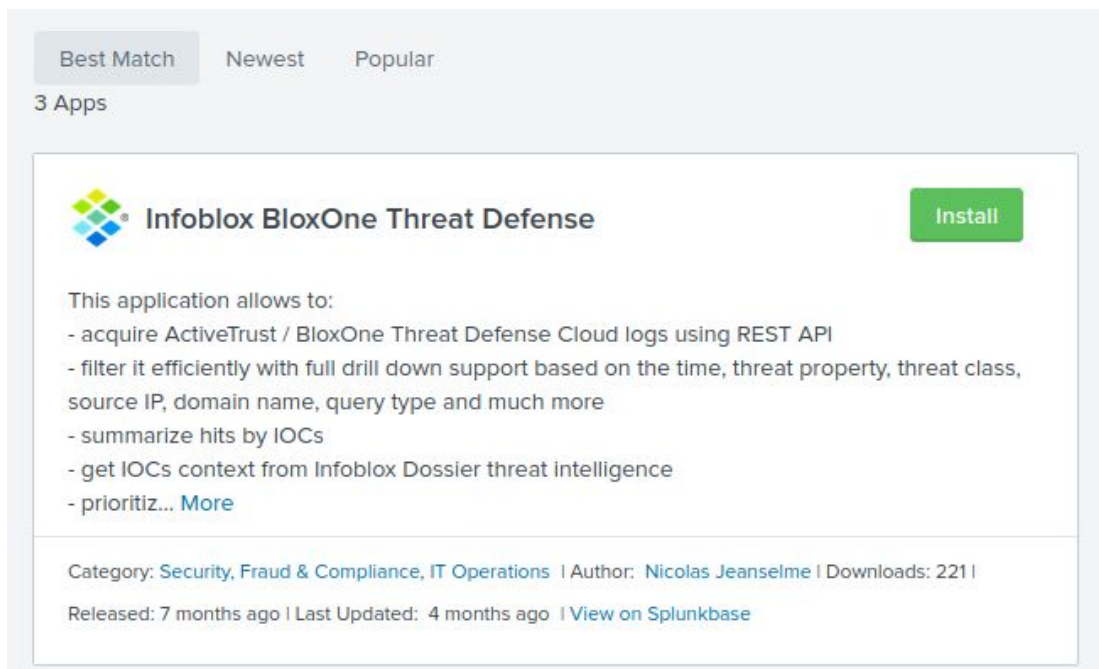 Best Match Newest Popular
3 Apps
Infoblox BloxOne Threat Defense
Install
This application allows to:
- acquire ActiveTrust / BloxOne Threat Defense Cloud logs using REST API
- filter it efficiently with full drill down support based on the time, threat property, threat class,
source IP, domain name, query type and much more
- summarize hits by IOCs
- get IOCs context from Infoblox Dossier threat intelligence
- prioritiz... More
Category: Security, Fraud & Compliance, IT Operations | Author: Nicolas Jeanselme | Downloads: 221 |
Released: 7 months ago | Last Updated: 4 months ago | View on Splunkbase